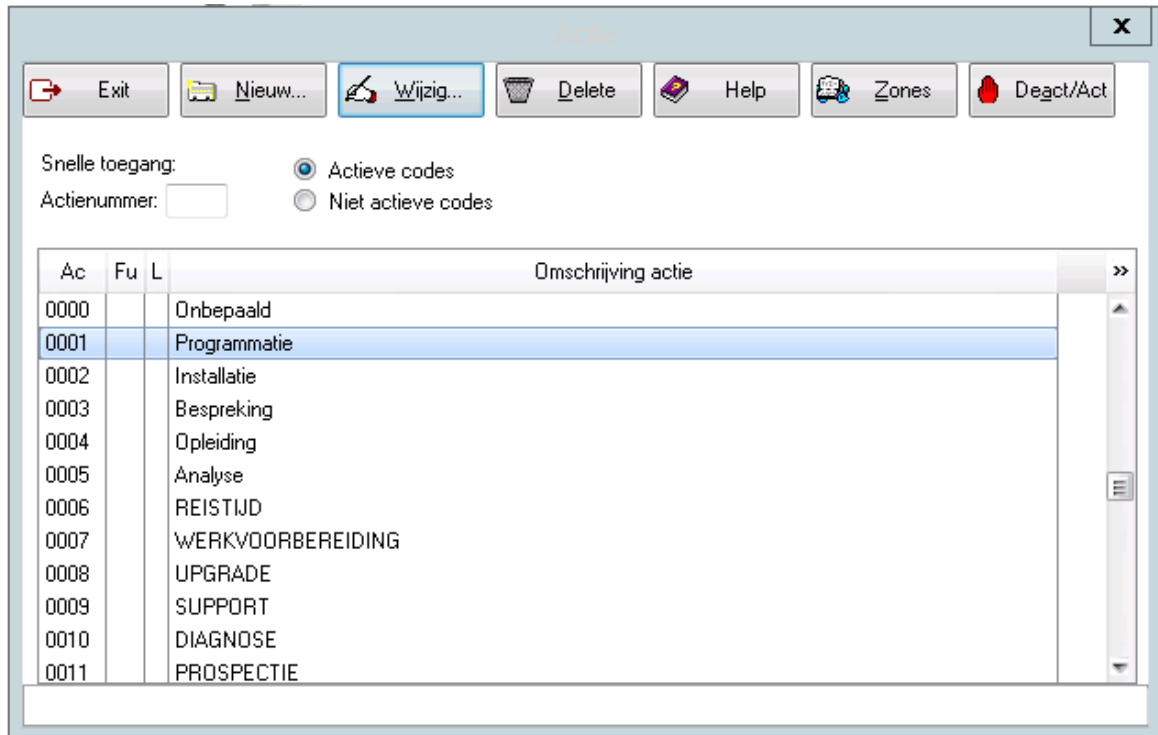 Actie
X
Exit Nieuw... Wijzig... Delete Help Zones Deact/Act
Snelle toegang:
Actieve codes
Actienummer:
Niet actieve codes
Ac Fu L Omschrijving actie »
0000 Onbepaald
0001 Programmatie
0002 Installatie
0003 Bespreking
0004 Opleiding
0005 Analyse
0006 REISTIJD
0007 WERKVOORBEREIDING
0008 UPGRADE
0009 SUPPORT
0010 DIAGNOSE
0011 PROSPECTIE